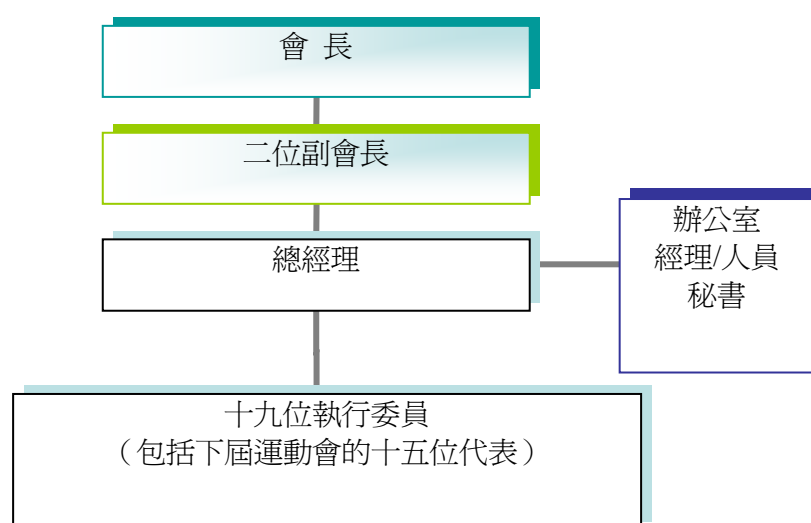 會 長
二位副會長
總經理
辦公室
經理/人員
秘書
十九位執行委員
（包括下屆運動會的十五位代表）